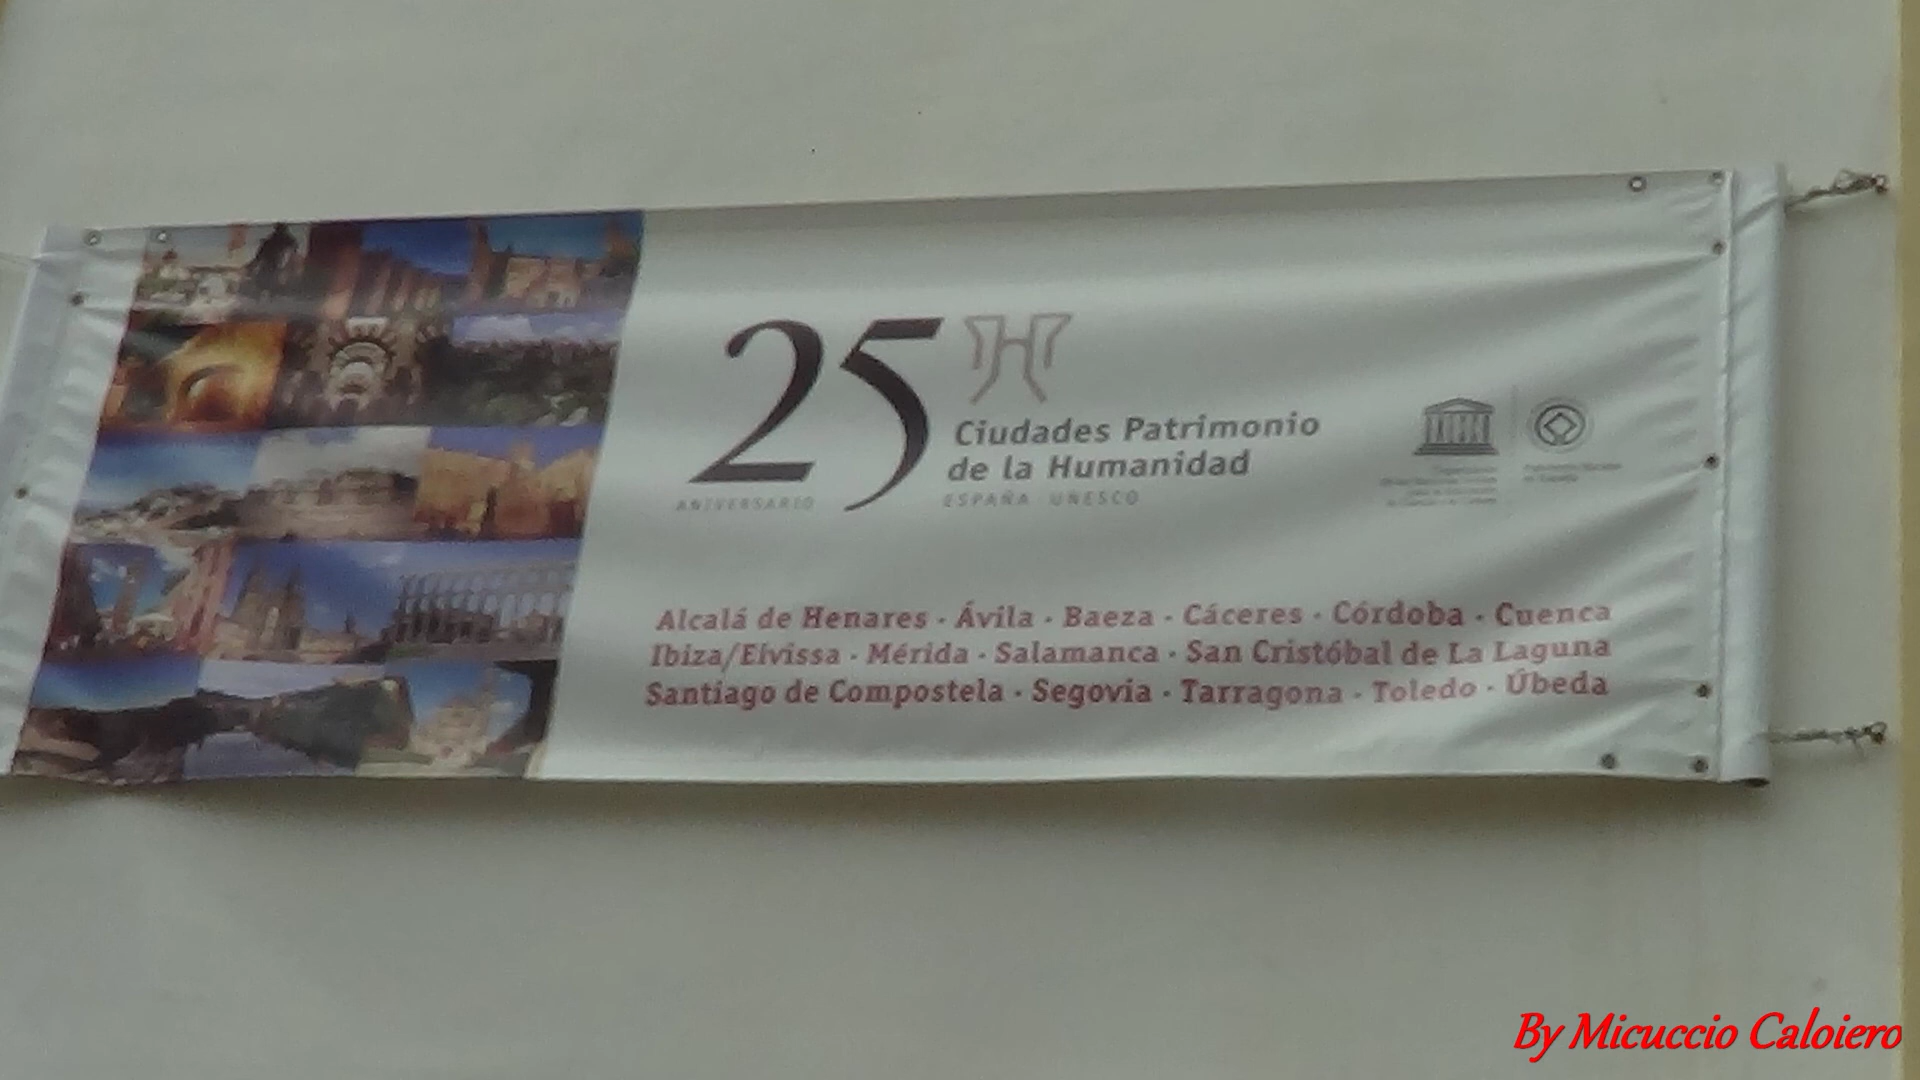 25
Ciudades Patrimonio
de la Humanidad
ANIVERSARIO
ESPAÑA UNESCO
Alcalá de Henares · Ávila · Baeza · Cáceres · Córdoba · Cuenca
Ibiza/Eivissa · Mérida · Salamanca · San Cristóbal de La Laguna
Santiago de Compostela · Segovia · Tarragona · Toledo · Úbeda
By Micuccio Caloiero